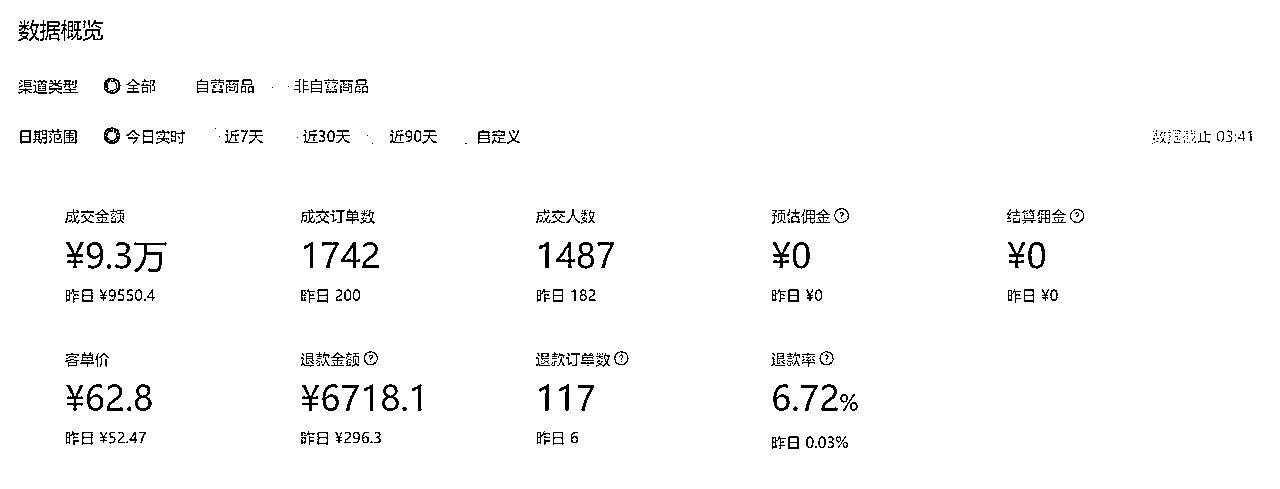 数据概览
渠道类型 全部 自营商品 非自营商品
日期范围 今日实时 近7天 近30天 近90天 自定义 数据截止 03:41
成交金额 成交订单数 成交人数 预估佣金 ? 结算佣金 ?
¥9.3万 1742 1487 ¥0 ¥0
昨日 ¥9550.4 昨日 200 昨日 182 昨日 ¥0 昨日 ¥0
客单价 退款金额 ? 退款订单数 ? 退款率 ?
¥62.8 ¥6718.1 117 6.72%
昨日 ¥52.47 昨日 ¥296.3 昨日 6 昨日 0.03%